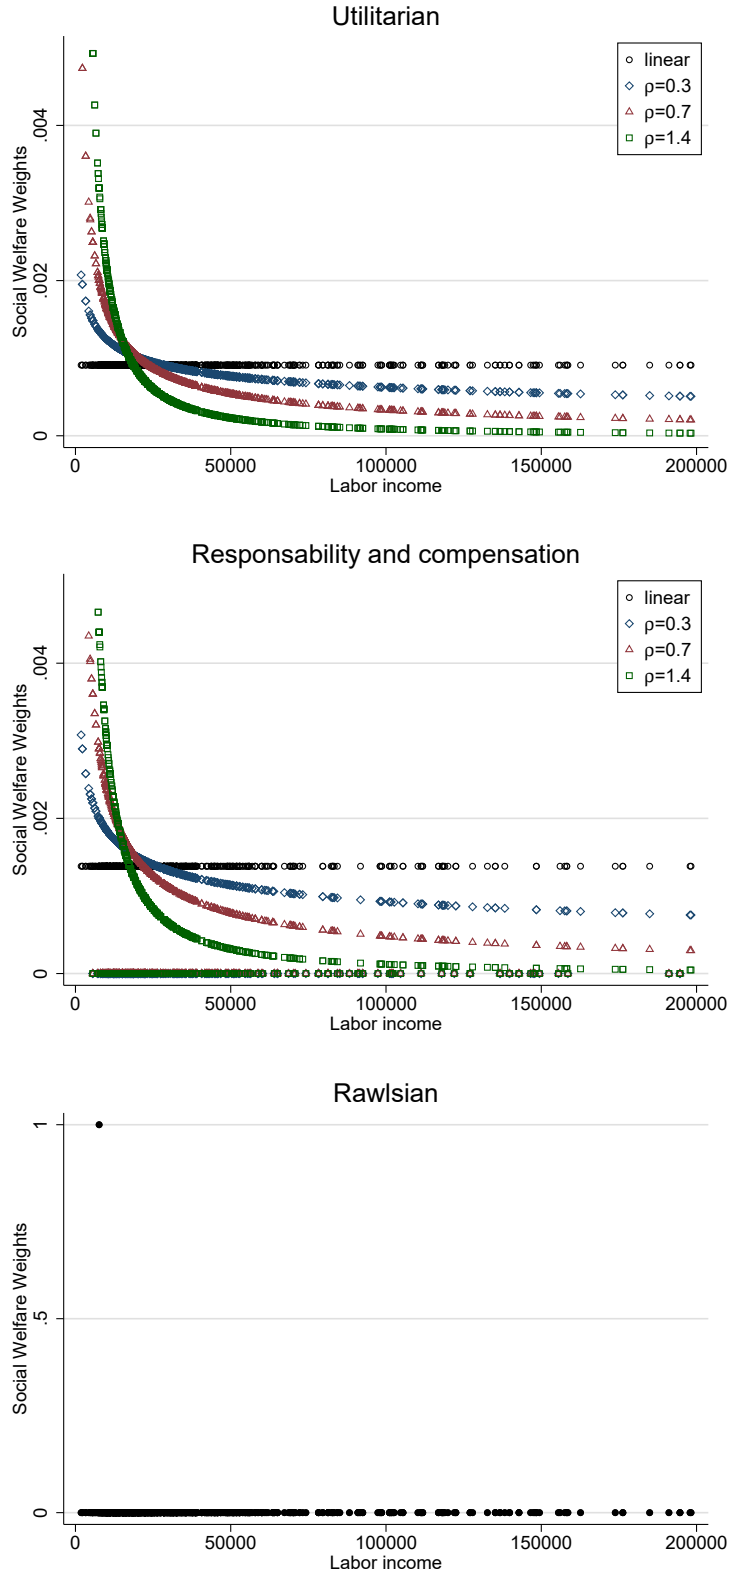 Utilitarian
linear
ρ=0.3
ρ=0.7
ρ=1.4
Social Welfare Weights
.004
.002
0
0 50000 100000 150000 200000
Labor income
Responsability and compensation
linear
ρ=0.3
ρ=0.7
ρ=1.4
Social Welfare Weights
.004
.002
0
0 50000 100000 150000 200000
Labor income
Rawlsian
Social Welfare Weights
1
.5
0
0 50000 100000 150000 200000
Labor income